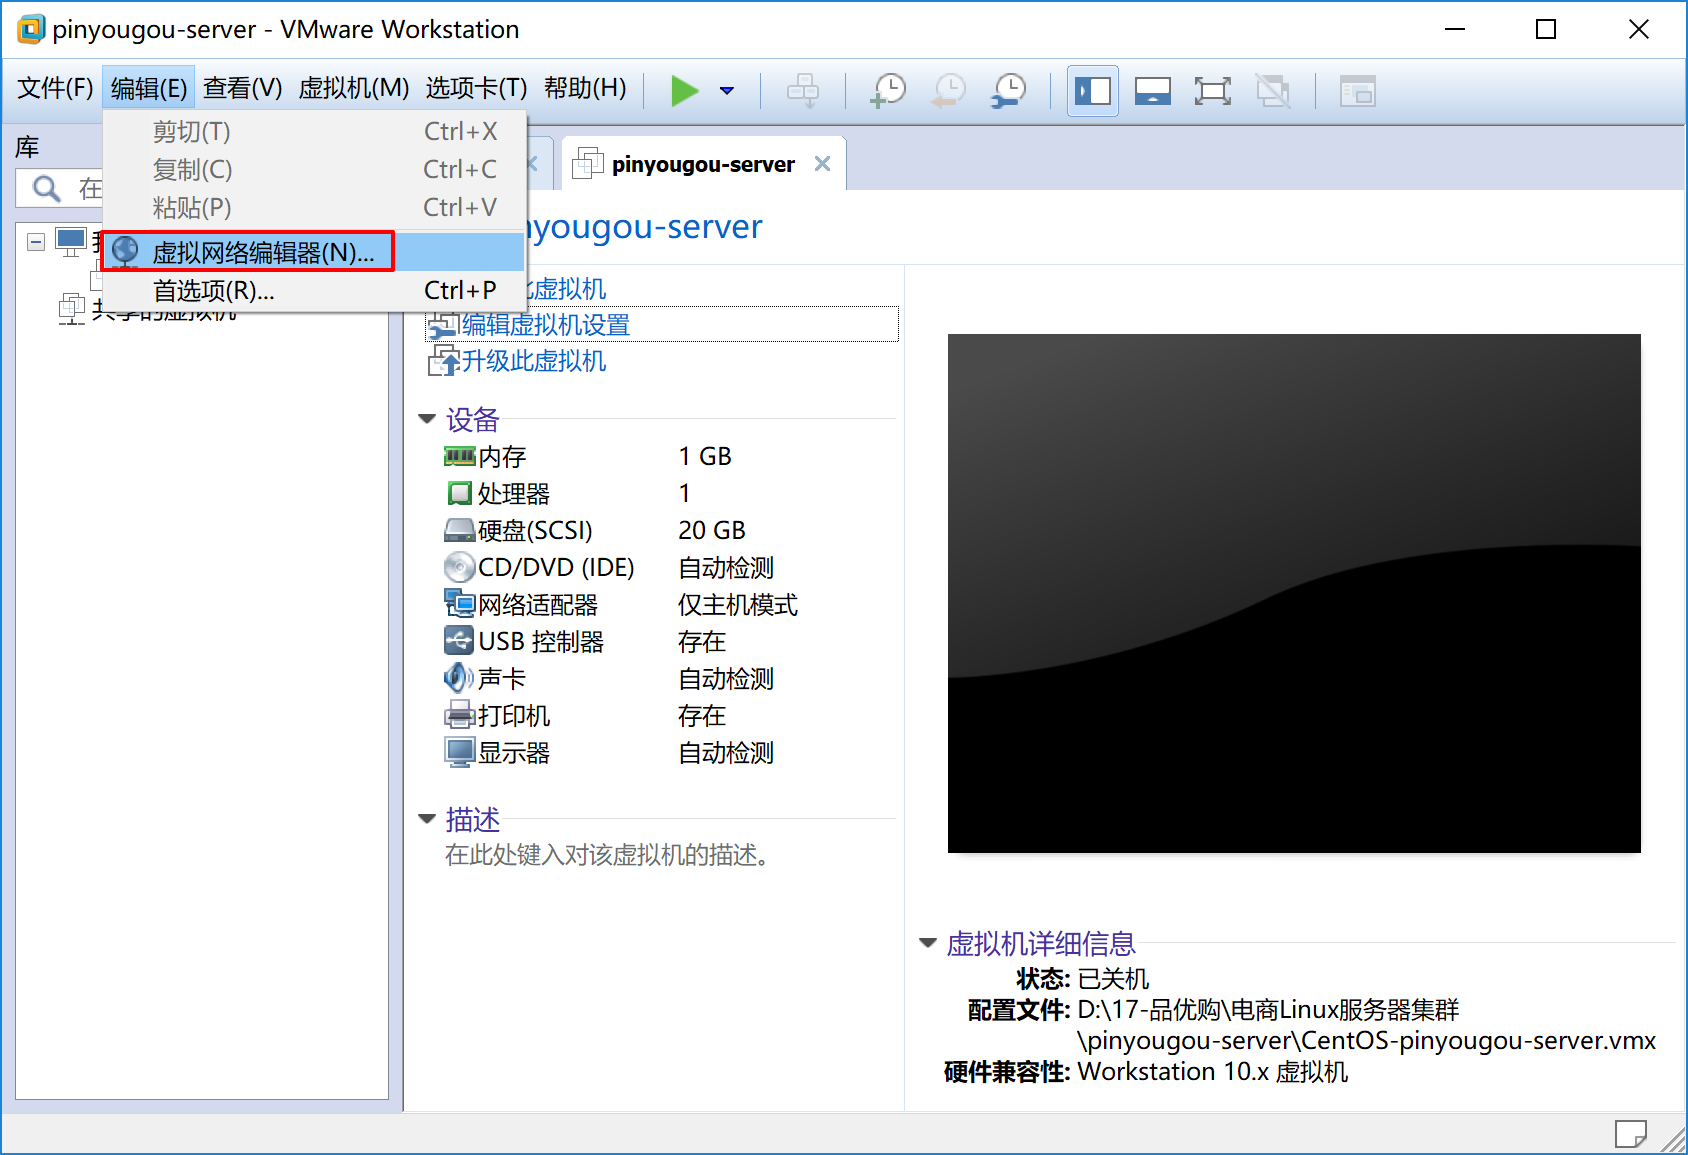 pinyougou-server - VMware Workstation
文件(F) 编辑(E) 查看(V) 虚拟机(M) 选项卡(T) 帮助(H)
库
在
剪切(T) Ctrl+X
复制(C) Ctrl+C
粘贴(P) Ctrl+V
虚拟网络编辑器(N)...
首选项(R)... Ctrl+P
共享的虚拟机
pinyougou-server
nyougou-server
此虚拟机
编辑虚拟机设置
升级此虚拟机
设备
内存 1 GB
处理器 1
硬盘(SCSI) 20 GB
CD/DVD (IDE) 自动检测
网络适配器 仅主机模式
USB 控制器 存在
声卡 自动检测
打印机 存在
显示器 自动检测
描述
在此处键入对该虚拟机的描述。
虚拟机详细信息
状态: 已关机
配置文件: D:\17-品优购\电商Linux服务器集群
\pinyougou-server\CentOS-pinyougou-server.vmx
硬件兼容性: Workstation 10.x 虚拟机